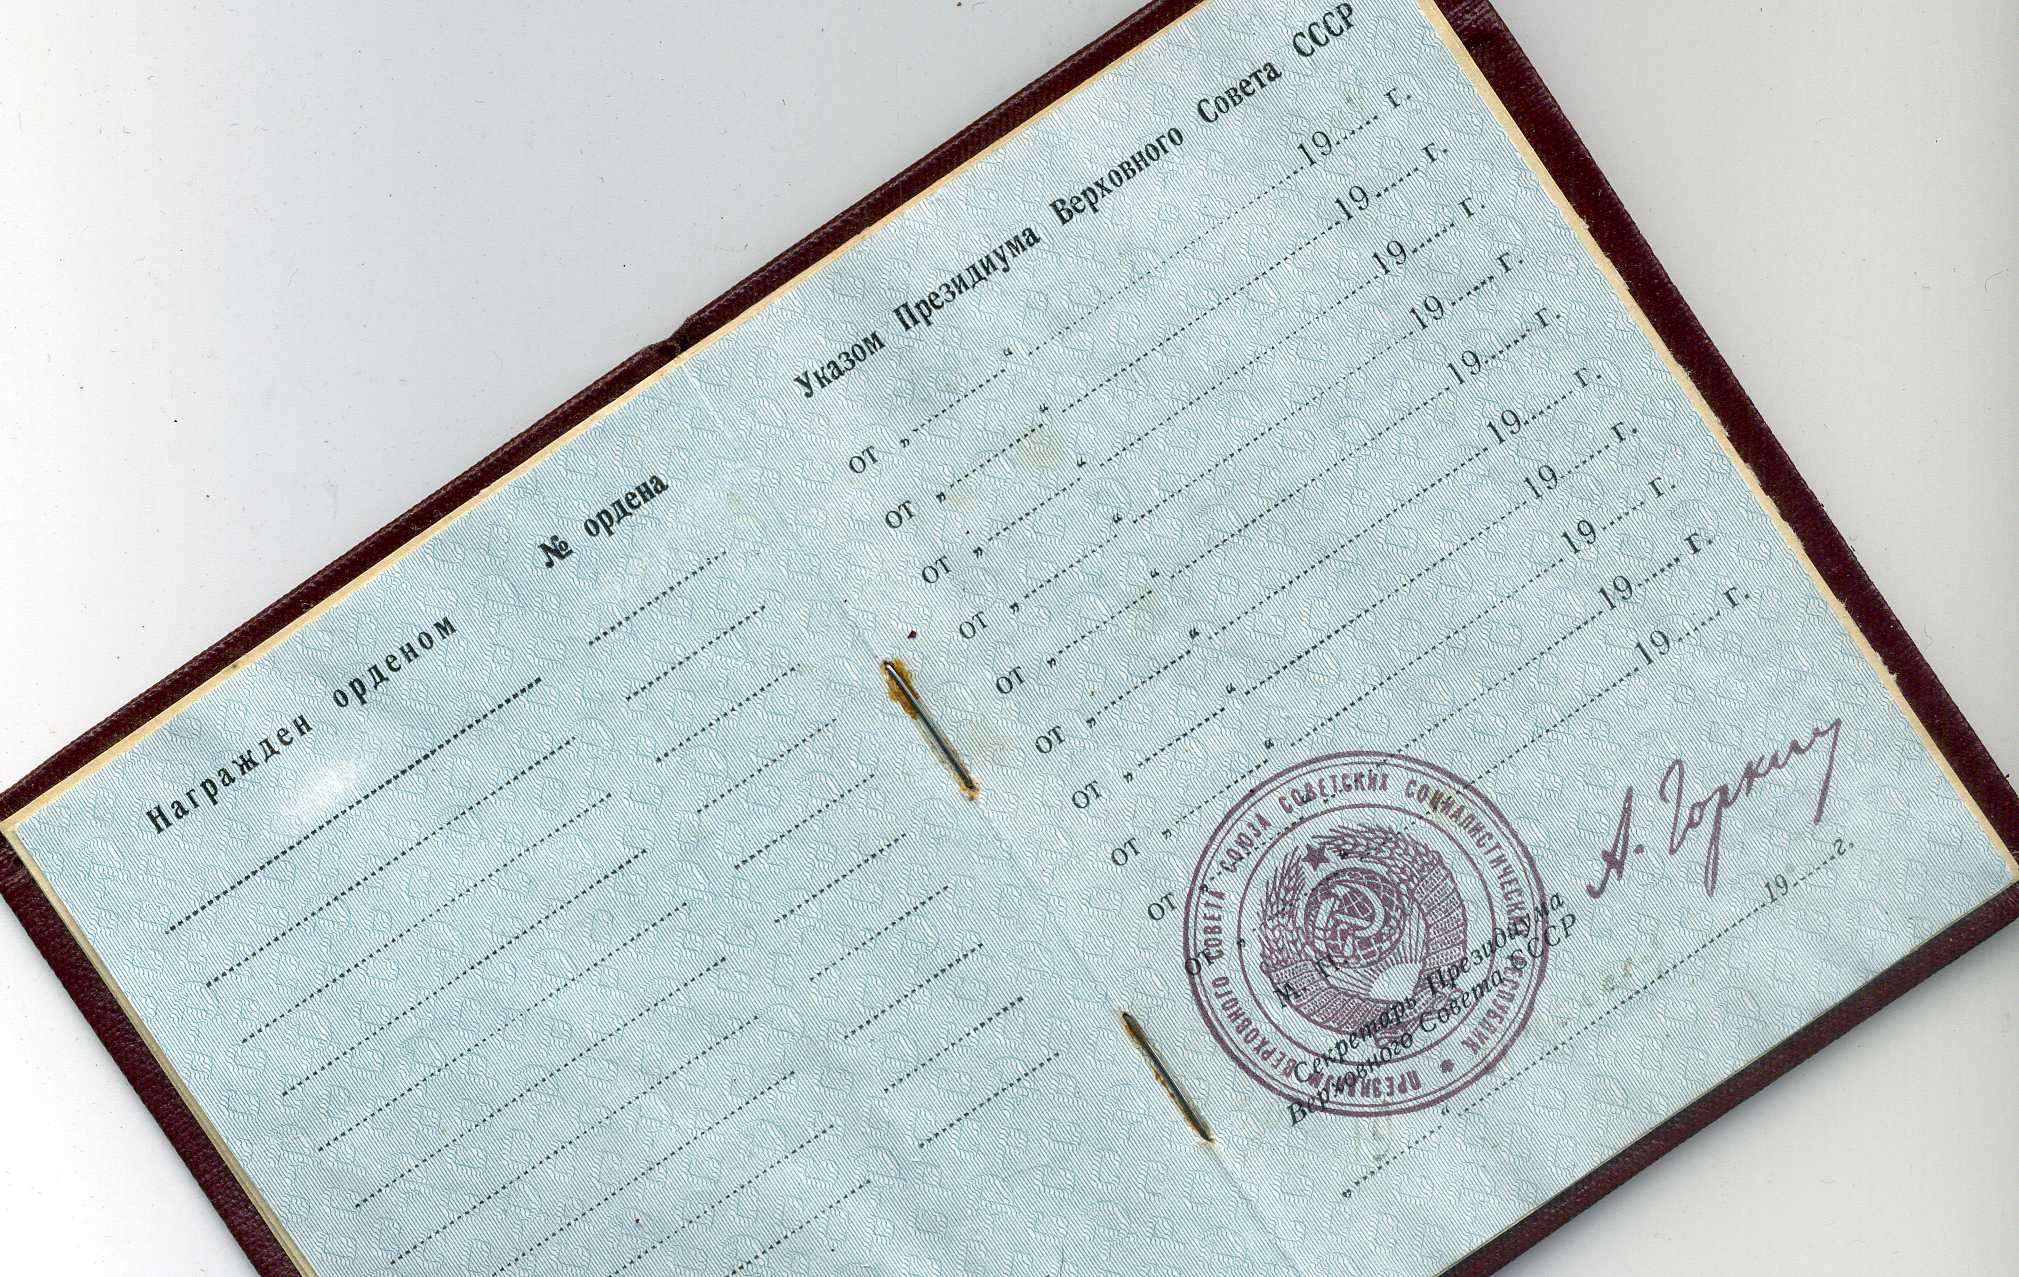 Награжден орденом № ордена
Указом Президиума Верховного Совета СССР
от „ “ 19 г.
от „ “ 19 г.
от „ “ 19 г.
от „ “ 19 г.
от „ “ 19 г.
от „ “ 19 г.
от „ “ 19 г.
от „ “ 19 г.
от „ “ 19 г.
от „ “ 19 г.
М. П.
ПРЕЗИДИУМ ВЕРХОВНОГО СОВЕТА СОЮЗА СОВЕТСКИХ СОЦИАЛИСТИЧЕСКИХ РЕСПУБЛИК *
Секретарь Президиума
Верховного Совета СССР
А. Горкин
„ “ 19 г.